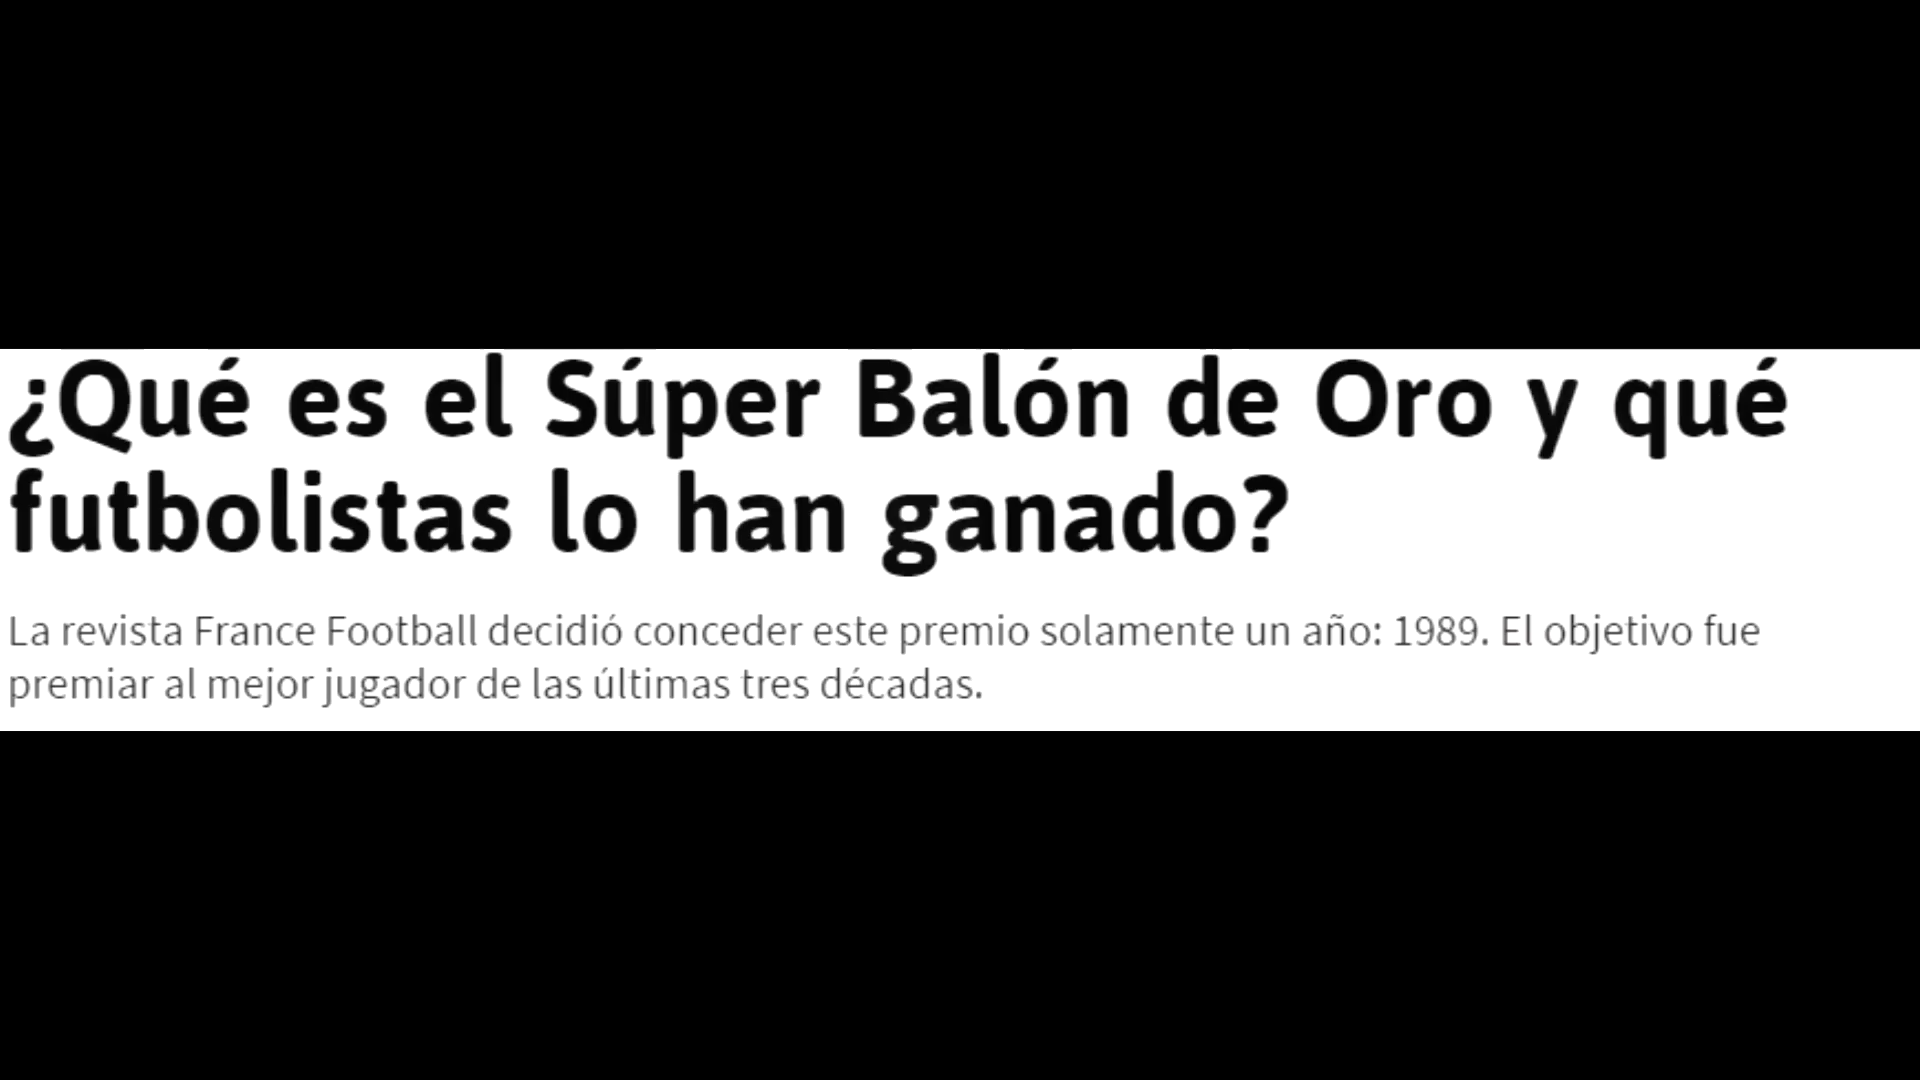 ¿Qué es el Súper Balón de Oro y qué
futbolistas lo han ganado?
La revista France Football decidió conceder este premio solamente un año: 1989. El objetivo fue
premiar al mejor jugador de las últimas tres décadas.